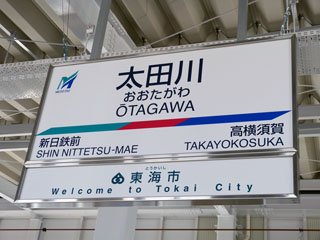 太田川
おおたがわ
ŌTAGAWA
新日鉄前
SHIN NITTETSU-MAE
高横須賀
TAKAYOKOSUKA
とうかいし
東海市
Welcome to Tokai City